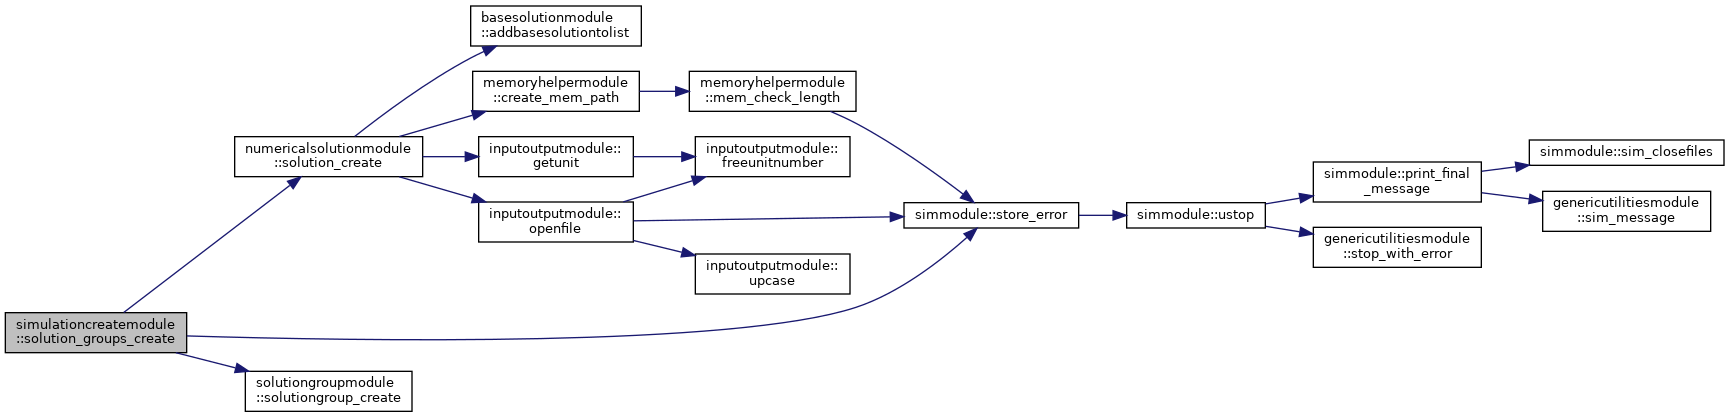 basesolutionmodule
::addbasesolutiontolist
memoryhelpermodule
::create_mem_path
memoryhelpermodule
::mem_check_length
numericalsolutionmodule
::solution_create
inputoutputmodule::
getunit
inputoutputmodule::
freeunitnumber
inputoutputmodule::
openfile
inputoutputmodule::
upcase
simmodule::store_error
simmodule::ustop
simmodule::print_final
_message
simmodule::sim_closefiles
genericutilitiesmodule
::sim_message
genericutilitiesmodule
::stop_with_error
simulationcreatemodule
::solution_groups_create
solutiongroupmodule
::solutiongroup_create